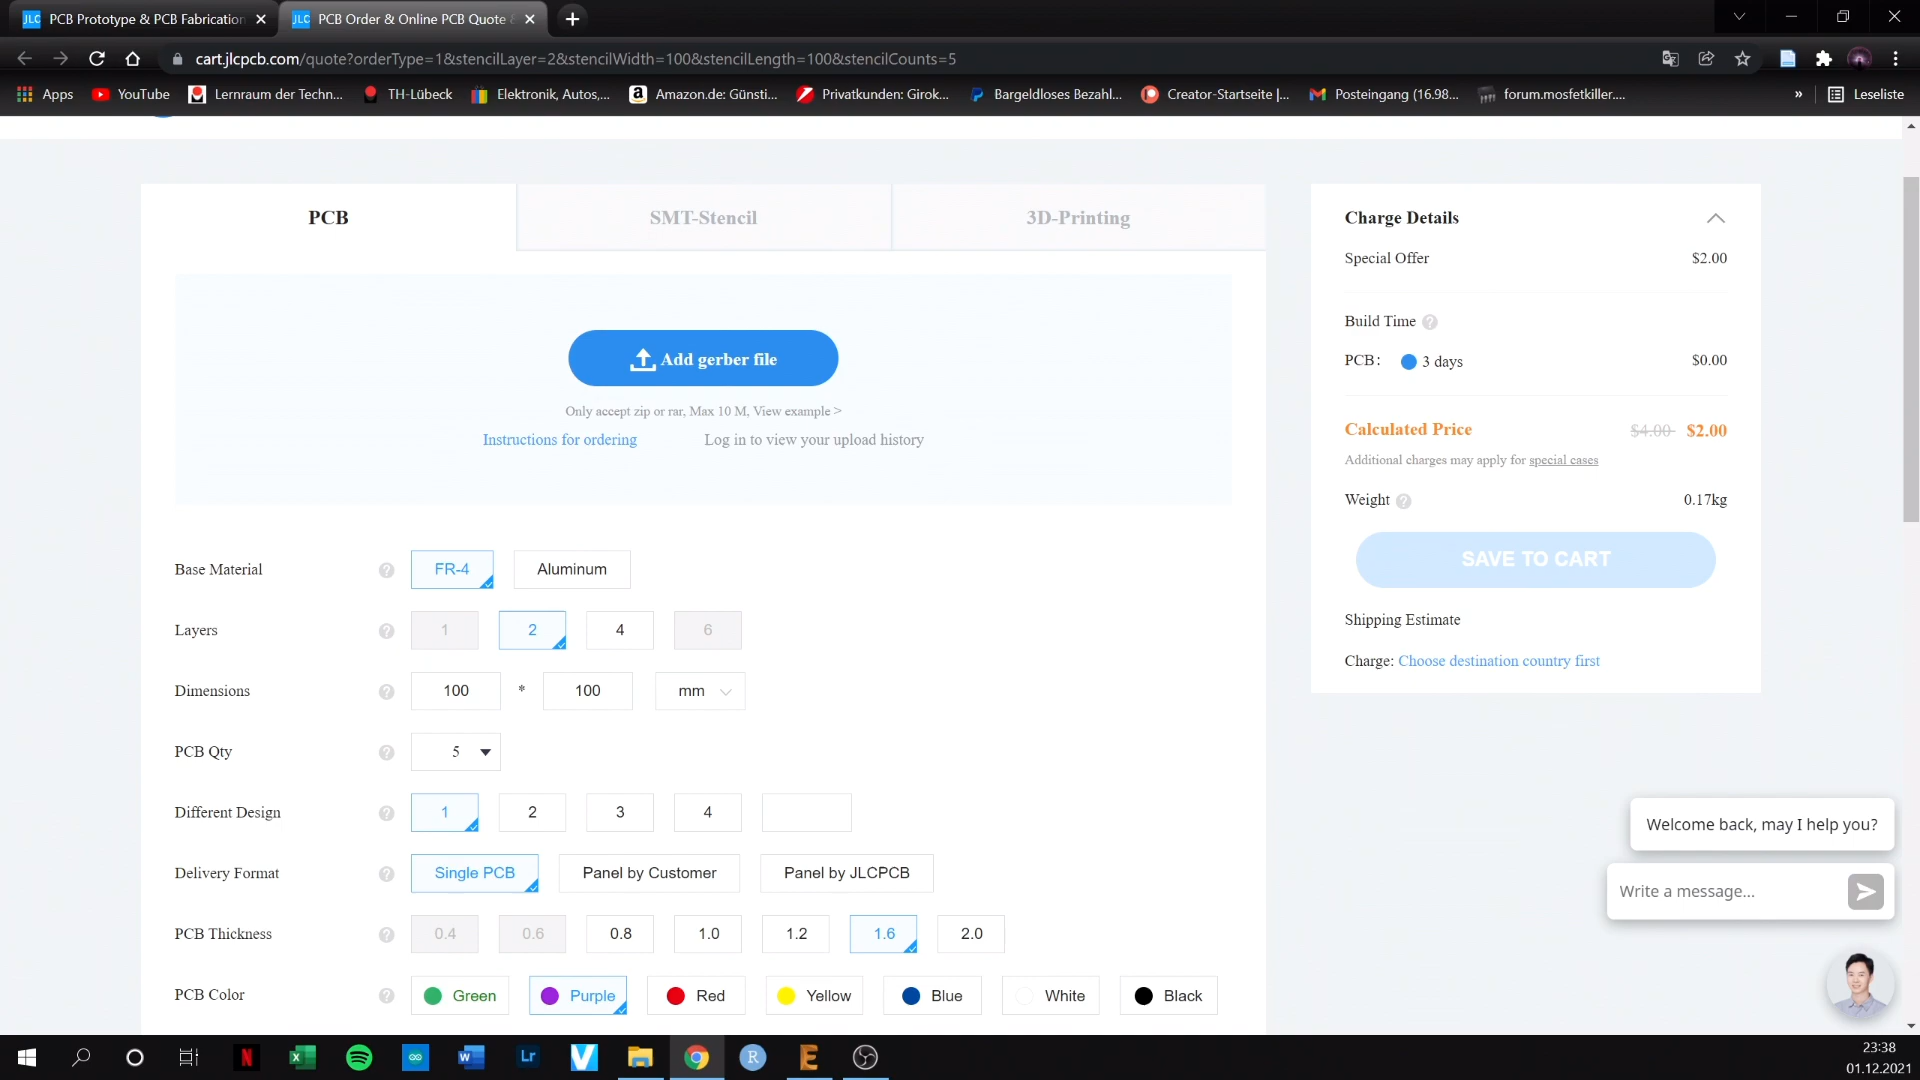 JLC PCB Prototype & PCB Fabrication
JLC PCB Order & Online PCB Quote &
cart.jlcpcb.com/quote?orderType=1&stencilLayer=2&stencilWidth=100&stencilLength=100&stencilCounts=5
Apps YouTube Lernraum der Techn... TH-Lübeck Elektronik, Autos,... Amazon.de: Günsti... Privatkunden: Girok... Bargeldloses Bezahl... Creator-Startseite |... Posteingang (16.98... forum.mosfetkiller.... » Leseliste
PCB SMT-Stencil 3D-Printing
Add gerber file
Only accept zip or rar, Max 10 M, View example >
Instructions for ordering Log in to view your upload history
Base Material ? FR-4 Aluminum
Layers ? 1 2 4 6
Dimensions ? 100 * 100 mm
PCB Qty ? 5
Different Design ? 1 2 3 4
Delivery Format ? Single PCB Panel by Customer Panel by JLCPCB
PCB Thickness ? 0.4 0.6 0.8 1.0 1.2 1.6 2.0
PCB Color ? Green Purple Red Yellow Blue White Black
Charge Details
Special Offer $2.00
Build Time ?
PCB: 3 days $0.00
Calculated Price $4.00 $2.00
Additional charges may apply for special cases
Weight ? 0.17kg
SAVE TO CART
Shipping Estimate
Charge: Choose destination country first
Welcome back, may I help you?
Write a message...
N W Lr V R E
23:38
01.12.2021